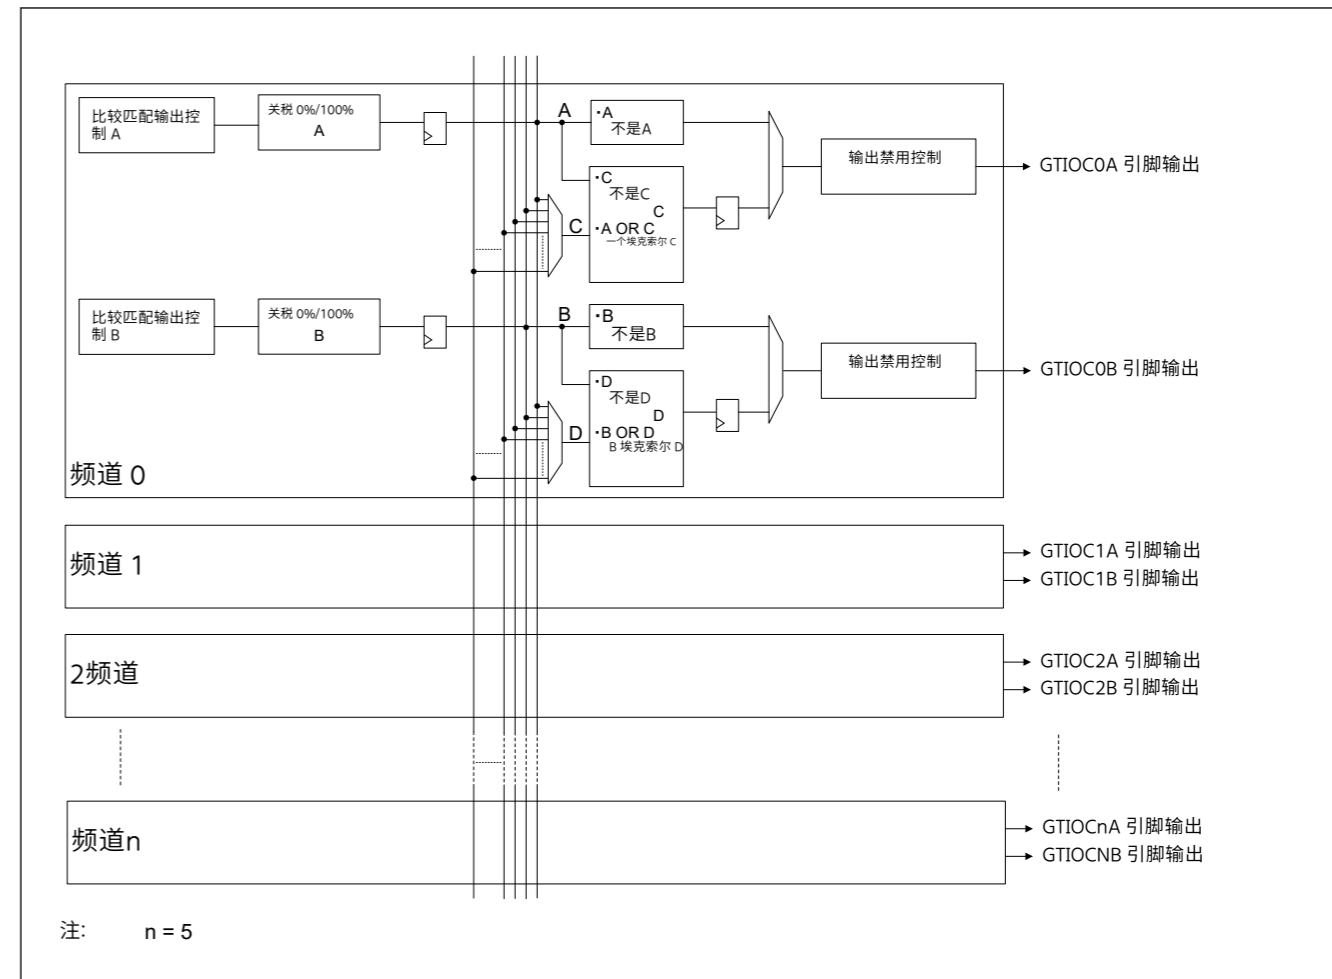 比较匹配输出控
制 A
关税 0%/100%
A
A
·A
不是A
输出禁用控制
GTIOC0A 引脚输出
·C
不是C
C
C
·A OR C
一个埃克索尔 C
比较匹配输出控
制 B
关税 0%/100%
B
B
·B
不是B
输出禁用控制
GTIOC0B 引脚输出
·D
不是D
D
D
·B OR D
B 埃克索尔 D
频道 0
频道 1
GTIOC1A 引脚输出
GTIOC1B 引脚输出
2频道
GTIOC2A 引脚输出
GTIOC2B 引脚输出
频道n
GTIOCnA 引脚输出
GTIOCNB 引脚输出
注: n = 5